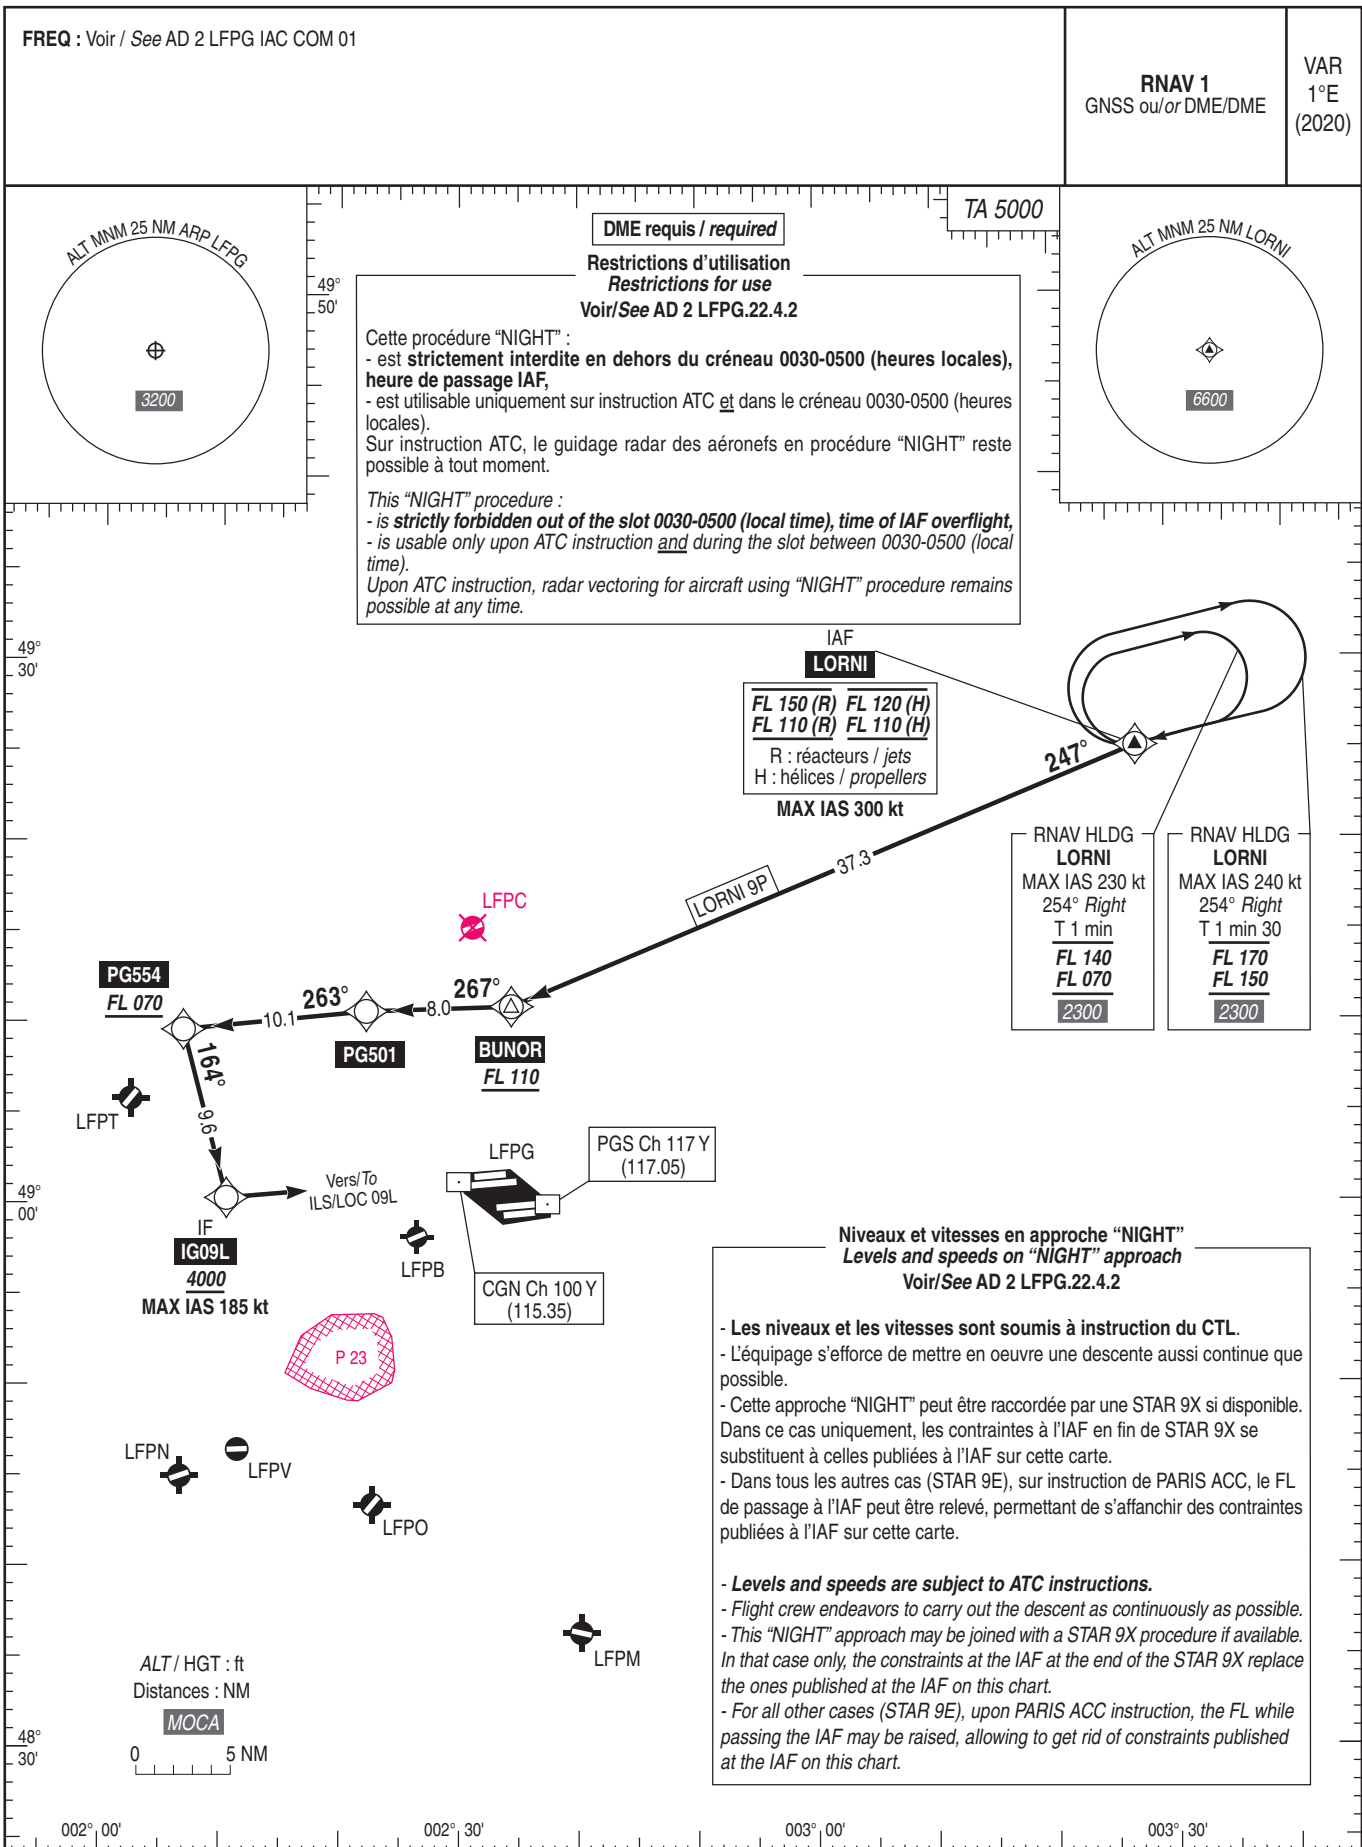 FREQ : Voir / See AD 2 LFPG IAC COM 01
RNAV 1
GNSS ou/or DME/DME
VAR
1°E
(2020)
ALT MNM 25 NM ARP LFPG
3200
DME requis / required
TA 5000
ALT MNM 25 NM LORNI
6600
Restrictions d'utilisation
Restrictions for use
Voir/See AD 2 LFPG.22.4.2
Cette procédure “NIGHT” :
- est strictement interdite en dehors du créneau 0030-0500 (heures locales),
heure de passage IAF,
- est utilisable uniquement sur instruction ATC et dans le créneau 0030-0500 (heures
locales).
Sur instruction ATC, le guidage radar des aéronefs en procédure “NIGHT” reste
possible à tout moment.
This “NIGHT” procedure :
- is strictly forbidden out of the slot 0030-0500 (local time), time of IAF overflight,
- is usable only upon ATC instruction and during the slot between 0030-0500 (local
time).
Upon ATC instruction, radar vectoring for aircraft using “NIGHT” procedure remains
possible at any time.
49°
50'
49°
30'
IAF
LORNI
FL 150 (R) FL 120 (H)
FL 110 (R) FL 110 (H)
R : réacteurs / jets
H : hélices / propellers
MAX IAS 300 kt
247°
37.3
LORNI 9P
RNAV HLDG
LORNI
MAX IAS 230 kt
254° Right
T 1 min
FL 140
FL 070
2300
RNAV HLDG
LORNI
MAX IAS 240 kt
254° Right
T 1 min 30
FL 170
FL 150
2300
LFPC
PG554
FL 070
263°
10.1
267°
8.0
PG501
BUNOR
FL 110
164°
9.6
LFPT
LFPG
PGS Ch 117 Y
(117.05)
Vers/To
ILS/LOC 09L
49°
00'
IF
IG09L
4000
MAX IAS 185 kt
LFPB
CGN Ch 100 Y
(115.35)
P 23
LFPN
LFPV
LFPO
LFPM
Niveaux et vitesses en approche “NIGHT”
Levels and speeds on “NIGHT” approach
Voir/See AD 2 LFPG.22.4.2
- Les niveaux et les vitesses sont soumis à instruction du CTL.
- L'équipage s'efforce de mettre en oeuvre une descente aussi continue que
possible.
- Cette approche “NIGHT” peut être raccordée par une STAR 9X si disponible.
Dans ce cas uniquement, les contraintes à l'IAF en fin de STAR 9X se
substituent à celles publiées à l'IAF sur cette carte.
- Dans tous les autres cas (STAR 9E), sur instruction de PARIS ACC, le FL
de passage à l'IAF peut être relevé, permettant de s'affanchir des contraintes
publiées à l'IAF sur cette carte.
- Levels and speeds are subject to ATC instructions.
- Flight crew endeavors to carry out the descent as continuously as possible.
- This “NIGHT” approach may be joined with a STAR 9X procedure if available.
In that case only, the constraints at the IAF at the end of the STAR 9X replace
the ones published at the IAF on this chart.
- For all other cases (STAR 9E), upon PARIS ACC instruction, the FL while
passing the IAF may be raised, allowing to get rid of constraints published
at the IAF on this chart.
ALT / HGT : ft
Distances : NM
MOCA
0 5 NM
48°
30'
002° 00' 002° 30' 003° 00' 003° 30'